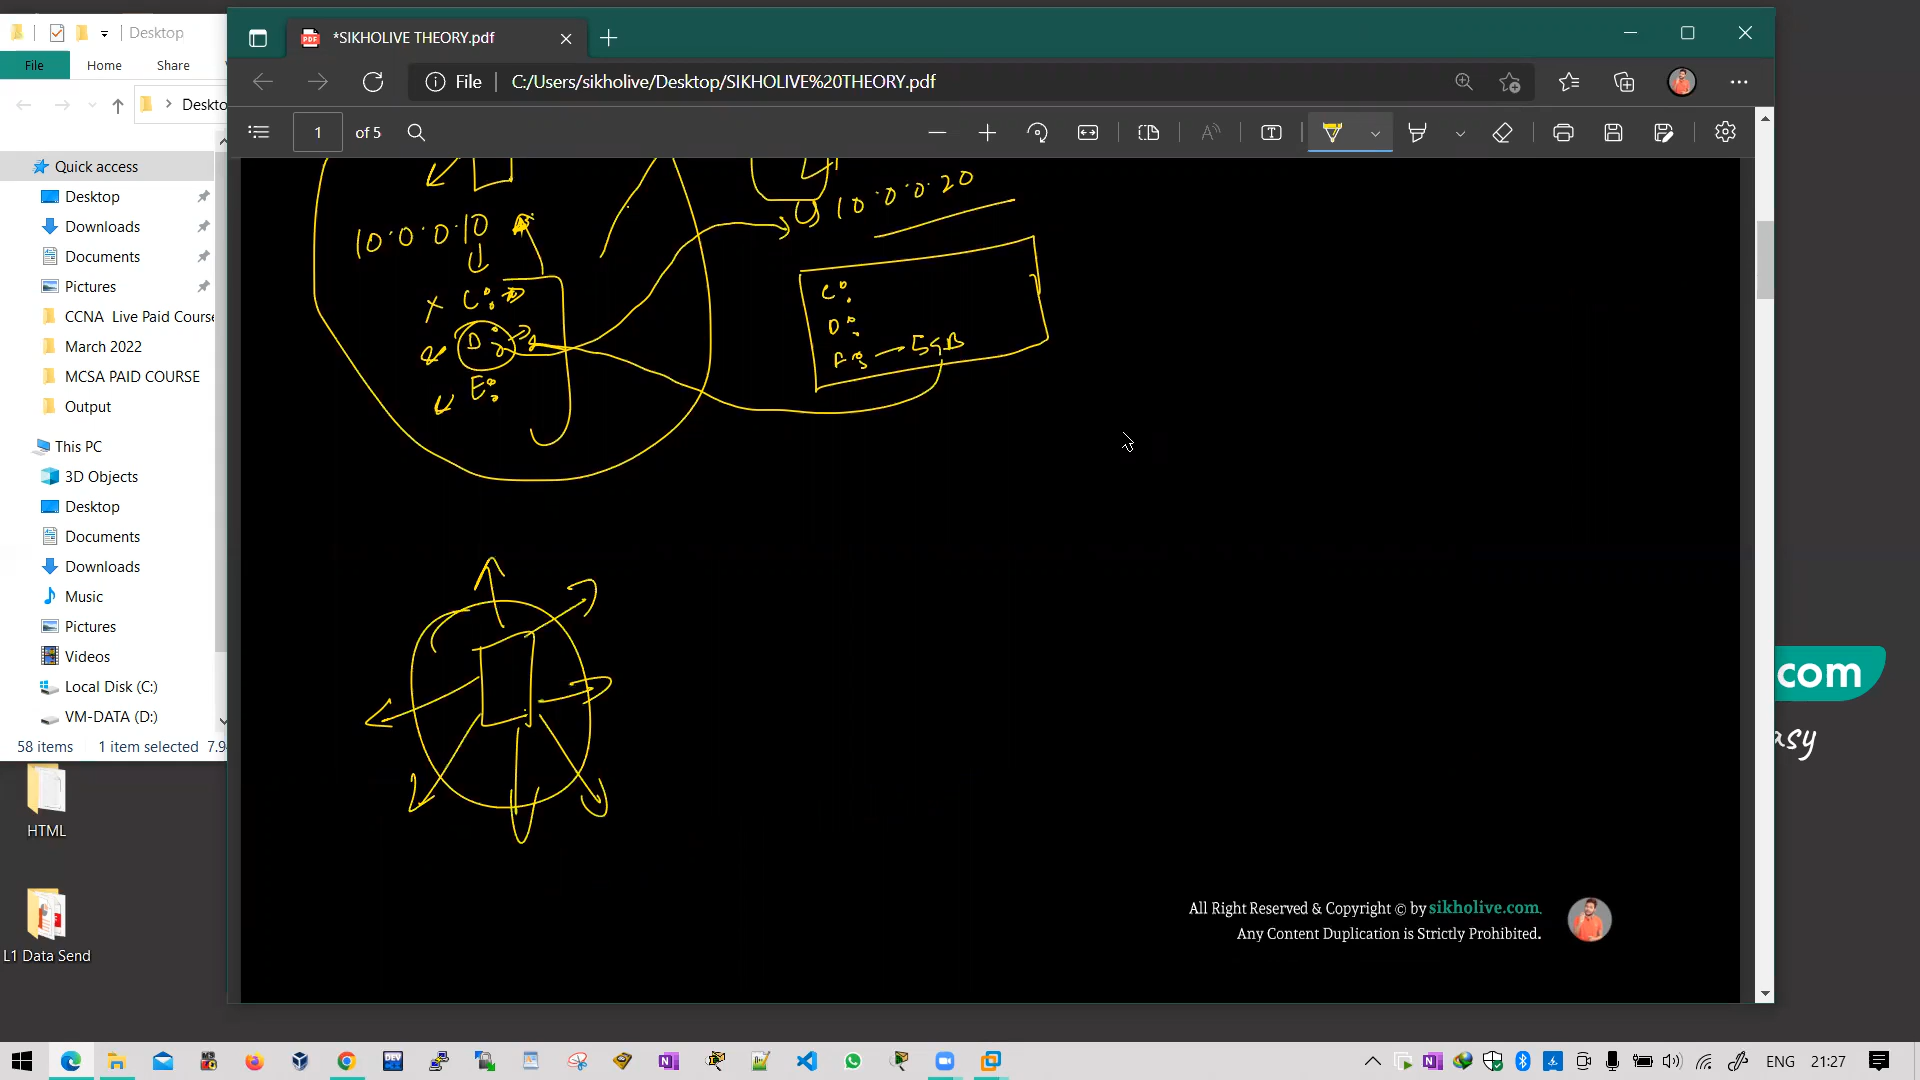 Desktop
*SIKHOLIVE THEORY.pdf
File
Home
Share
File
C:/Users/sikholive/Desktop/SIKHOLIVE%20THEORY.pdf
Deskto
1
of 5
Quick access
Desktop
Downloads
Documents
Pictures
CCNA Live Paid Course
March 2022
MCSA PAID COURSE
Output
This PC
3D Objects
Desktop
Documents
Downloads
Music
Pictures
Videos
Local Disk (C:)
VM-DATA (D:)
58 items
1 item selected
7.9
10.0.0.20
10.0.0.10
C:
D:
E:
C:
D:
5GB
com
asy
HTML
L1 Data Send
All Right Reserved & Copyright © by sikholive.com.
Any Content Duplication is Strictly Prohibited.
ENG
21:27